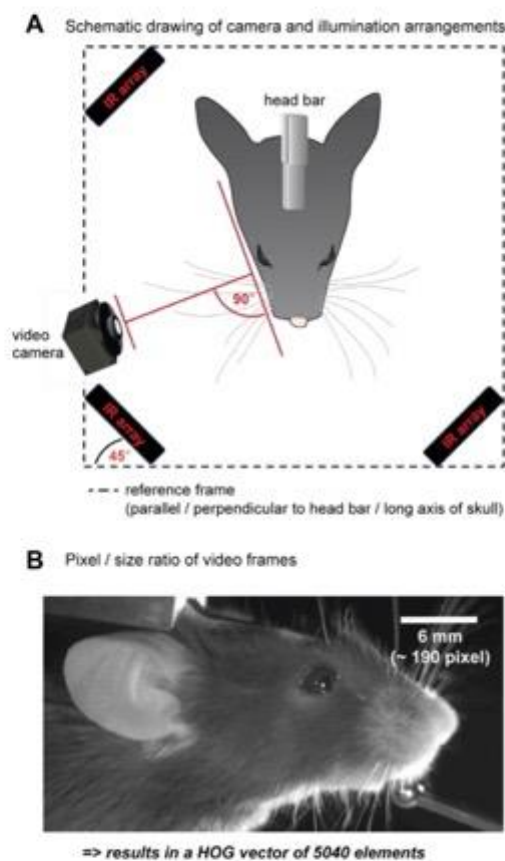 A Schematic drawing of camera and illumination arrangements
IR array
head bar
90°
video
camera
IR array
IR array
45°
reference frame
(parallel / perpendicular to head bar / long axis of skull)
B Pixel / size ratio of video frames
6 mm
(~ 190 pixel)
=> results in a HOG vector of 5040 elements